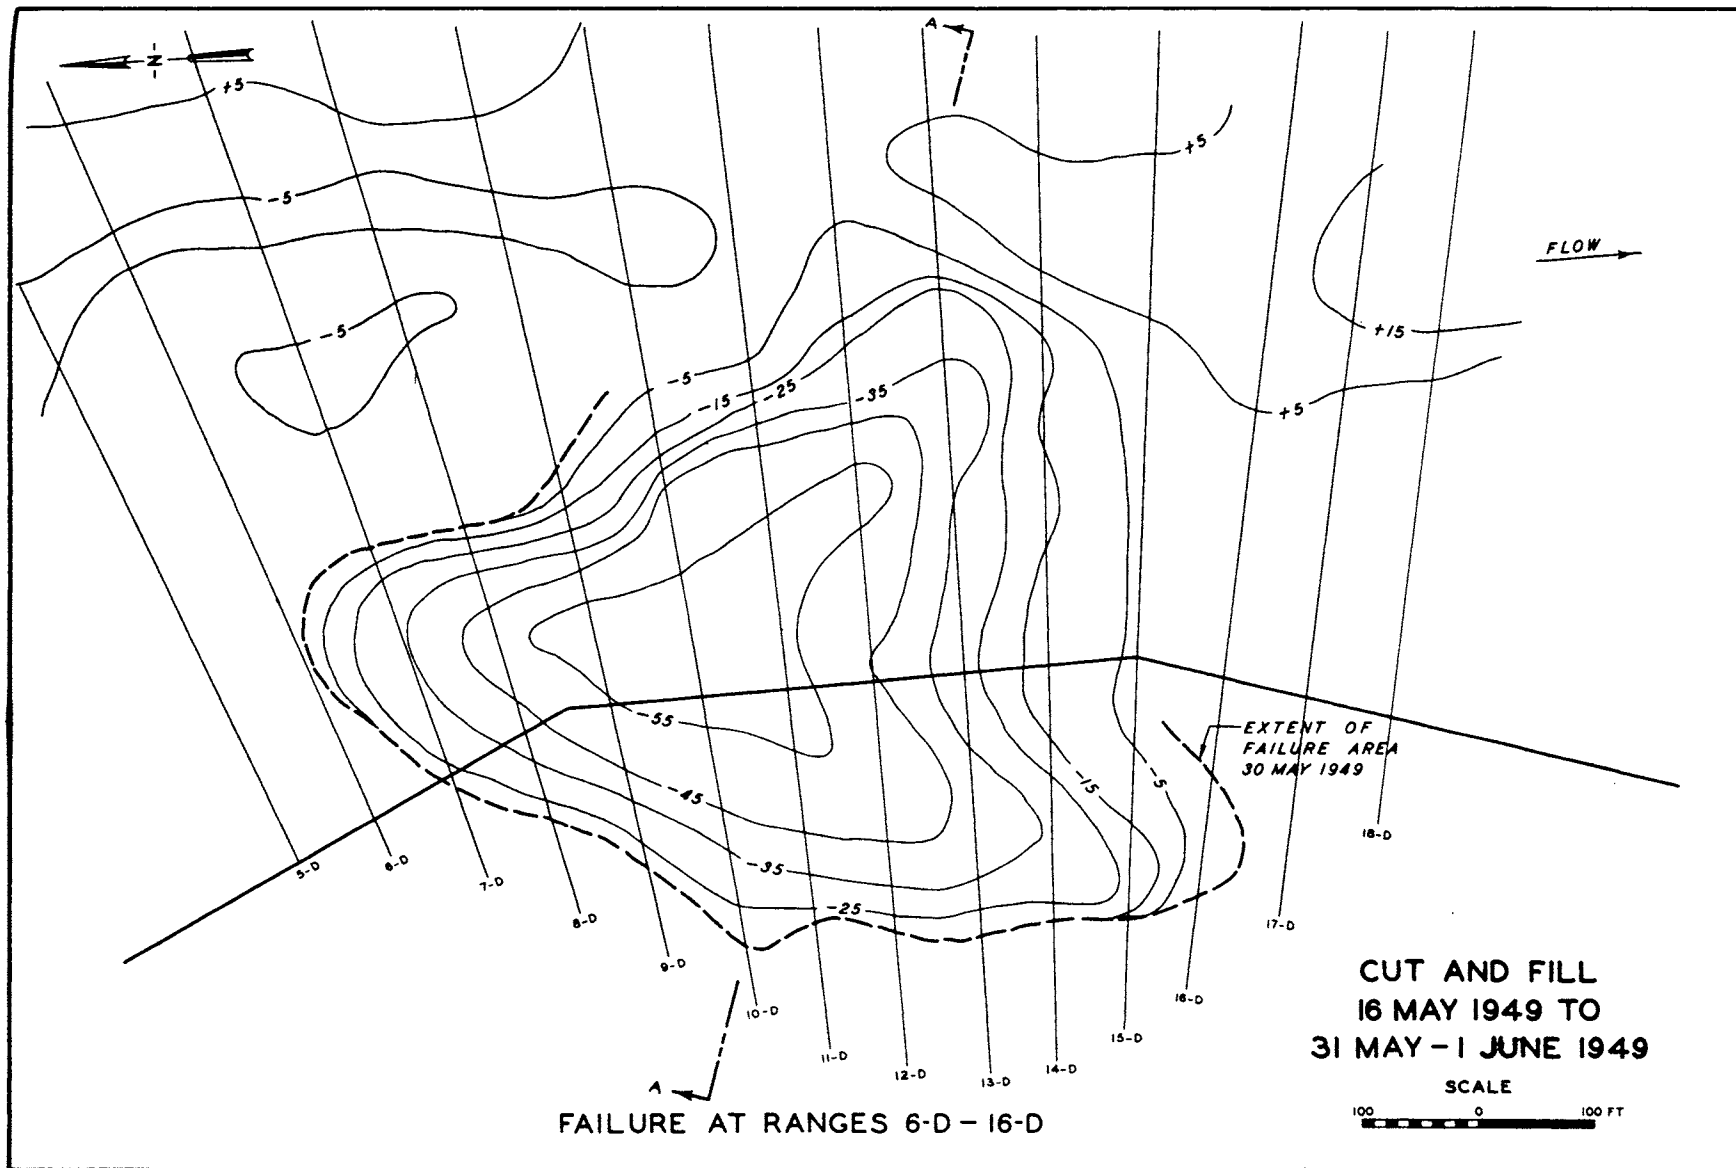 A
N
+5
+5
-5
FLOW
-5
+15
-5
-15
-25
-35
+5
-55
EXTENT OF
FAILURE AREA
30 MAY 1949
-45
-15
-5
-35
-25
5-D
6-D
7-D
8-D
9-D
10-D
11-D
12-D
13-D
14-D
15-D
16-D
17-D
18-D
A
FAILURE AT RANGES 6-D – 16-D
CUT AND FILL
16 MAY 1949 TO
31 MAY – 1 JUNE 1949
SCALE
100 0 100 FT